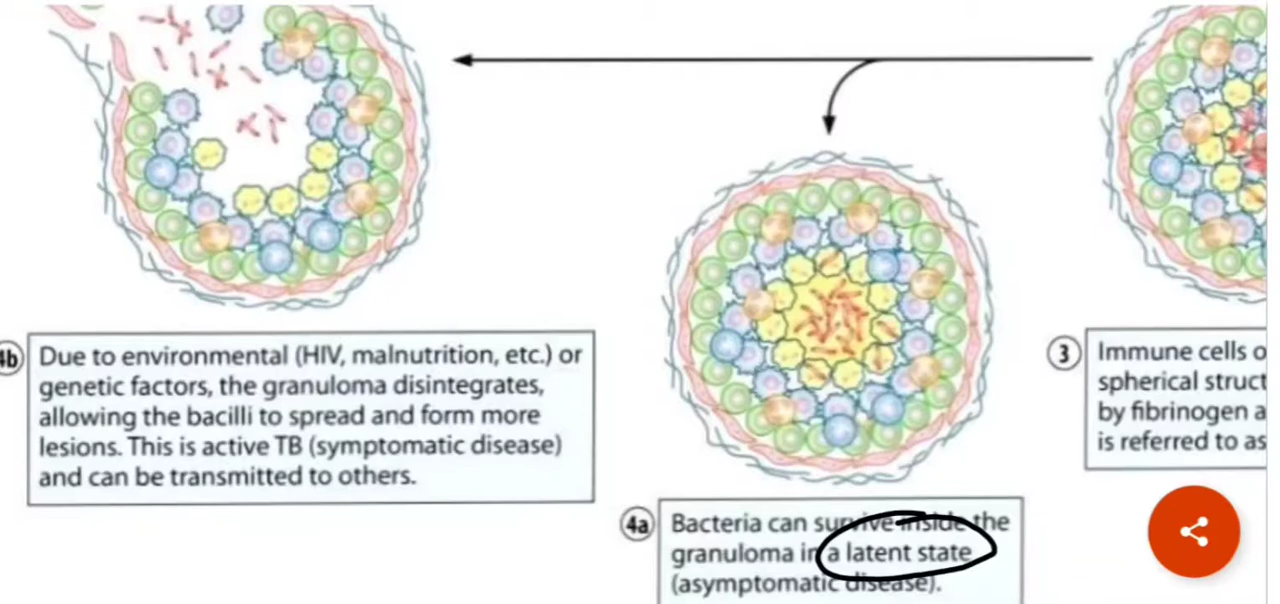 4b
Due to environmental (HIV, malnutrition, etc.) or
genetic factors, the granuloma disintegrates,
allowing the bacilli to spread and form more
lesions. This is active TB (symptomatic disease)
and can be transmitted to others.
4a
Bacteria can survive inside the
granuloma in a latent state
(asymptomatic disease).
3
Immune cells o
spherical struct
by fibrinogen a
is referred to as